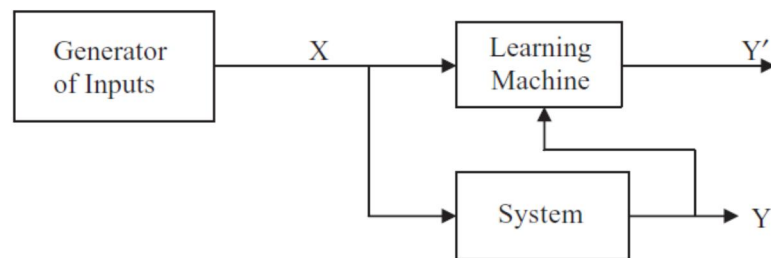 Generator
of Inputs
X
Learning
Machine
Y′
System
Y